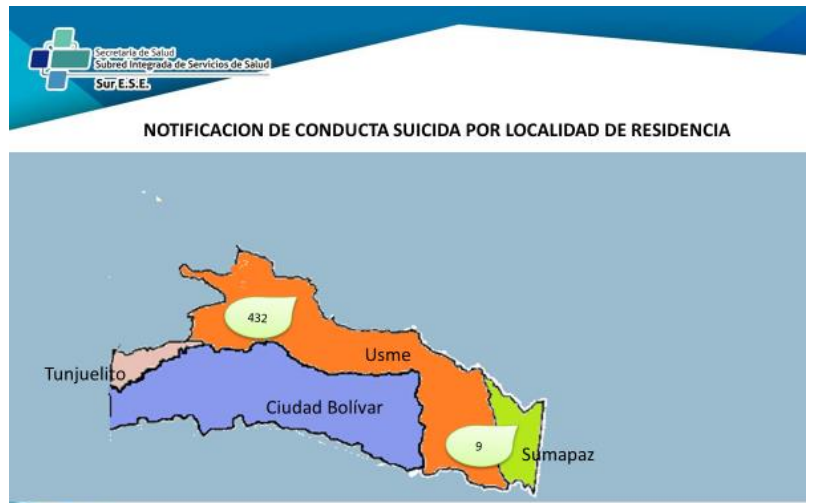 Secretaría de Salud
Subred Integrada de Servicios de Salud
Sur E.S.E.
NOTIFICACION DE CONDUCTA SUICIDA POR LOCALIDAD DE RESIDENCIA
432
Usme
Tunjuelito
Ciudad Bolívar
9
Sumapaz